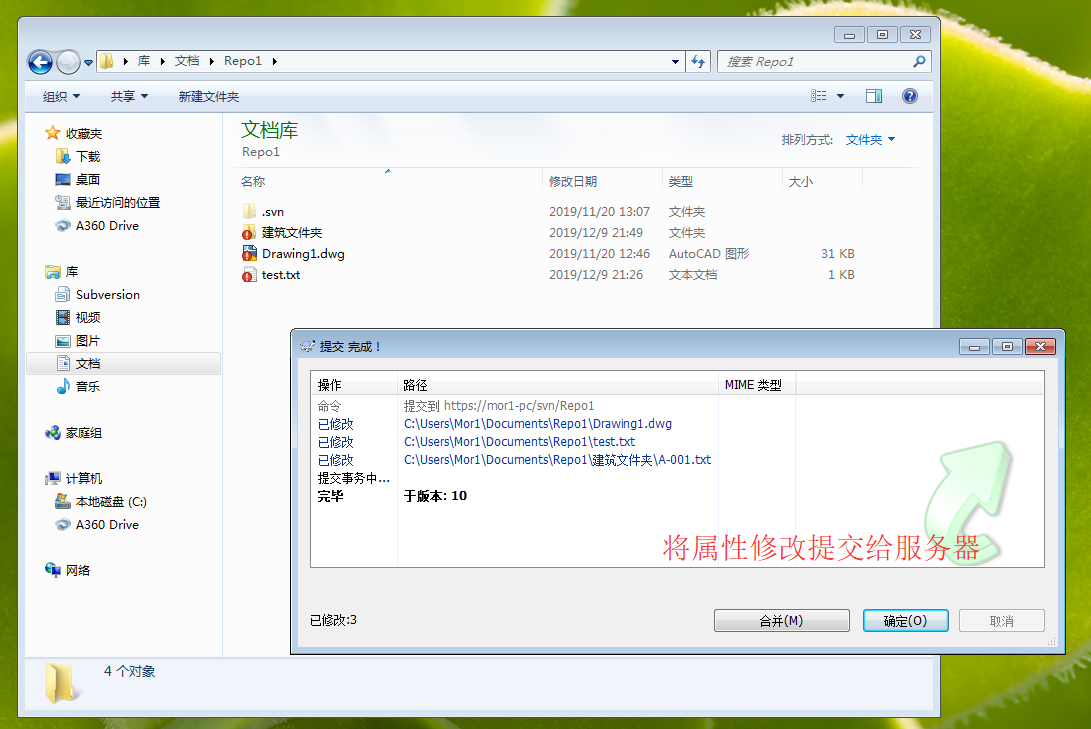 库 文档 Repo1
搜索 Repo1
组织 共享 新建文件夹
收藏夹
下载
桌面
最近访问的位置
A360 Drive
库
Subversion
视频
图片
文档
音乐
家庭组
计算机
本地磁盘 (C:)
A360 Drive
网络
文档库
Repo1
排列方式: 文件夹
名称 修改日期 类型 大小
.svn 2019/11/20 13:07 文件夹
建筑文件夹 2019/12/9 21:49 文件夹
Drawing1.dwg 2019/11/20 12:46 AutoCAD 图形 31 KB
test.txt 2019/12/9 21:26 文本文档 1 KB
提交 完成！
操作 路径 MIME 类型
命令 提交到 https://mor1-pc/svn/Repo1
已修改 C:\Users\Mor1\Documents\Repo1\Drawing1.dwg
已修改 C:\Users\Mor1\Documents\Repo1\test.txt
已修改 C:\Users\Mor1\Documents\Repo1\建筑文件夹\A-001.txt
提交事务中...
完毕 于版本: 10
将属性修改提交给服务器
已修改:3
合并(M) 确定(O) 取消
4 个对象